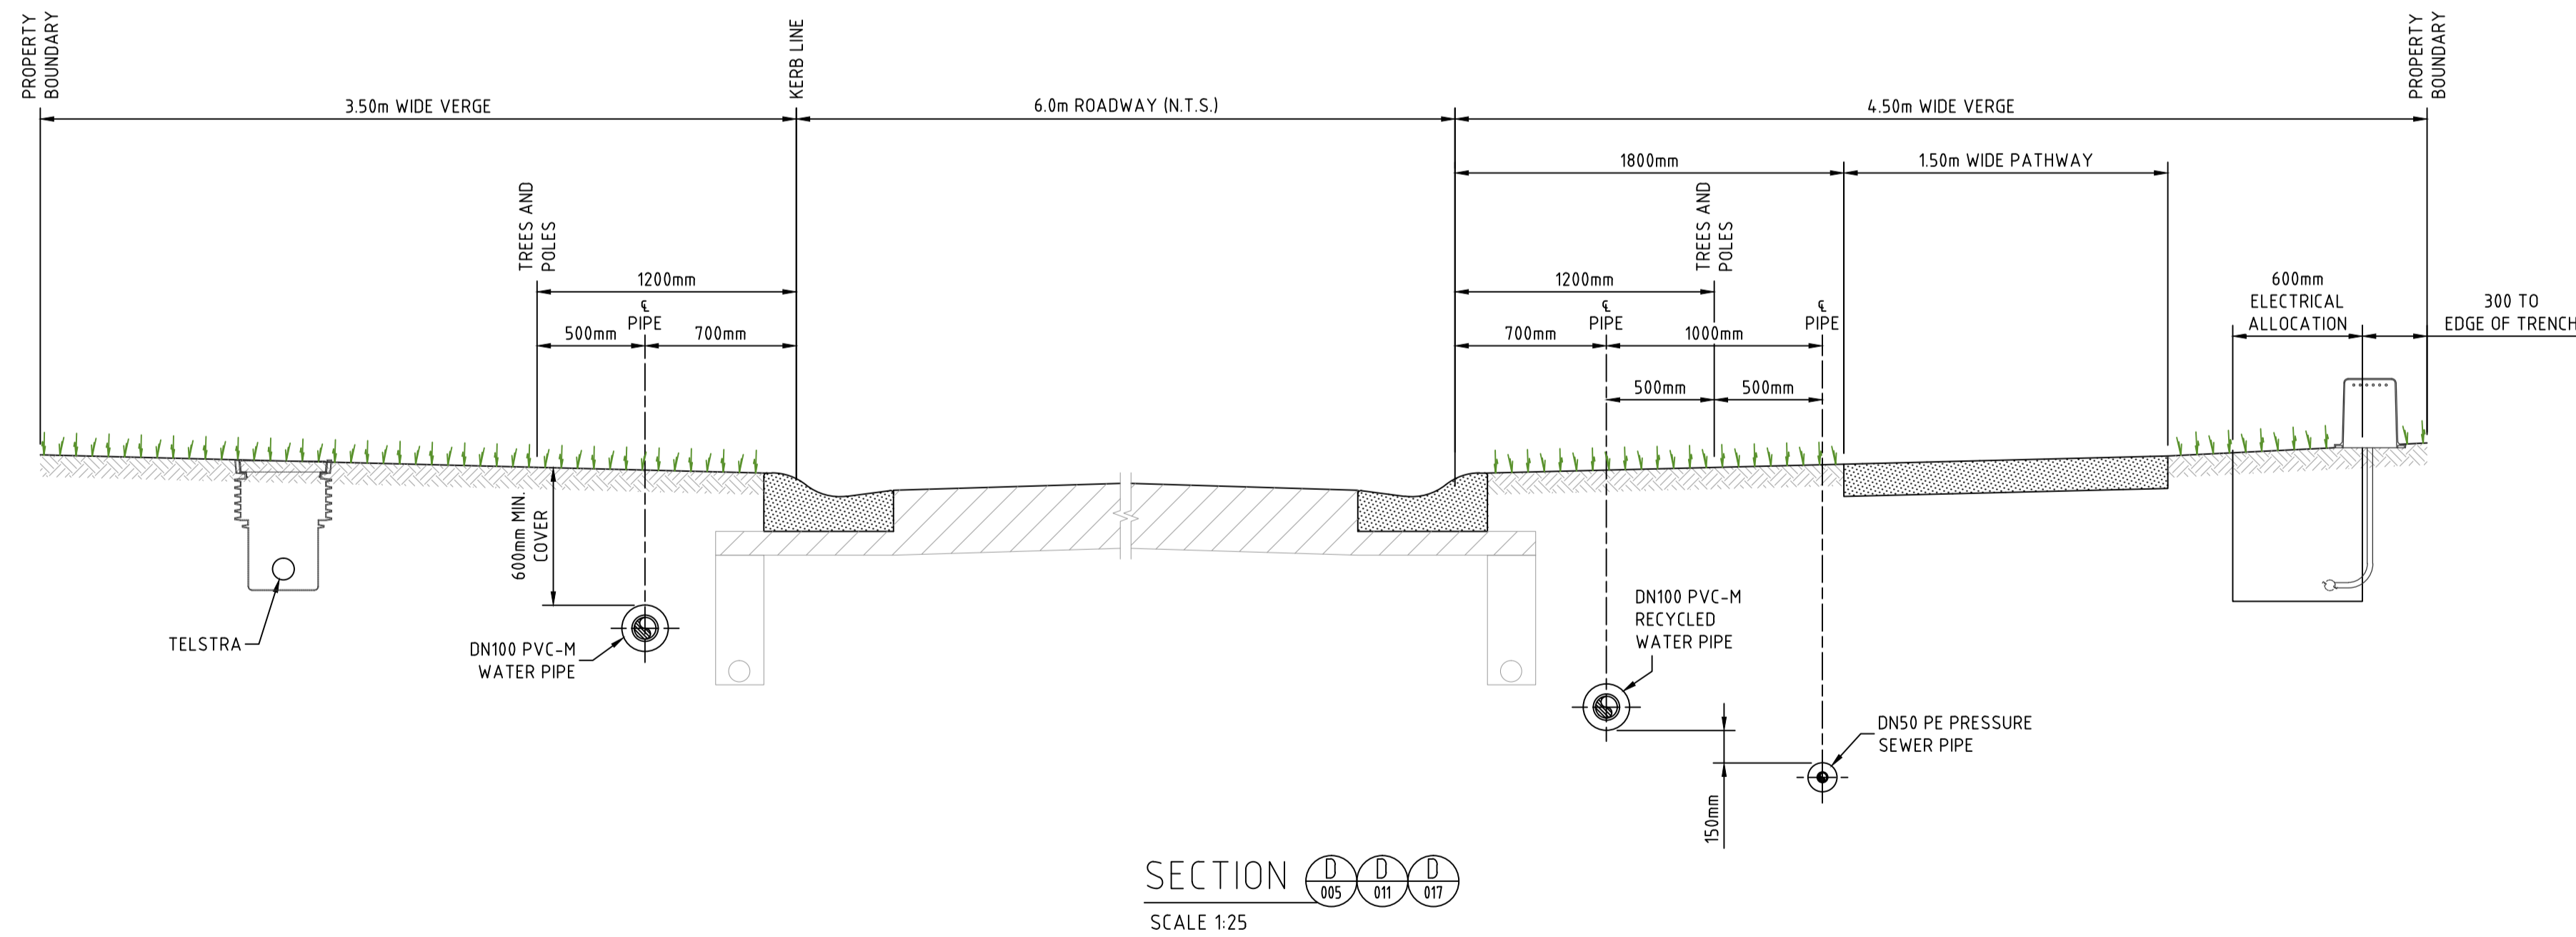 PROPERTY
BOUNDARY
KERB LINE
PROPERTY
BOUNDARY
3.50m WIDE VERGE
6.0m ROADWAY (N.T.S.)
4.50m WIDE VERGE
1800mm
1.50m WIDE PATHWAY
TREES AND
POLES
TREES AND
POLES
1200mm
1200mm
600mm
ELECTRICAL
ALLOCATION
300 TO
EDGE OF TRENCH
℄
PIPE
℄
PIPE
℄
PIPE
500mm
700mm
700mm
1000mm
500mm
500mm
600mm MIN.
COVER
TELSTRA
DN100 PVC-M
WATER PIPE
DN100 PVC-M
RECYCLED
WATER PIPE
DN50 PE PRESSURE
SEWER PIPE
150mm
SECTION
D
005
D
011
D
017
SCALE 1:25